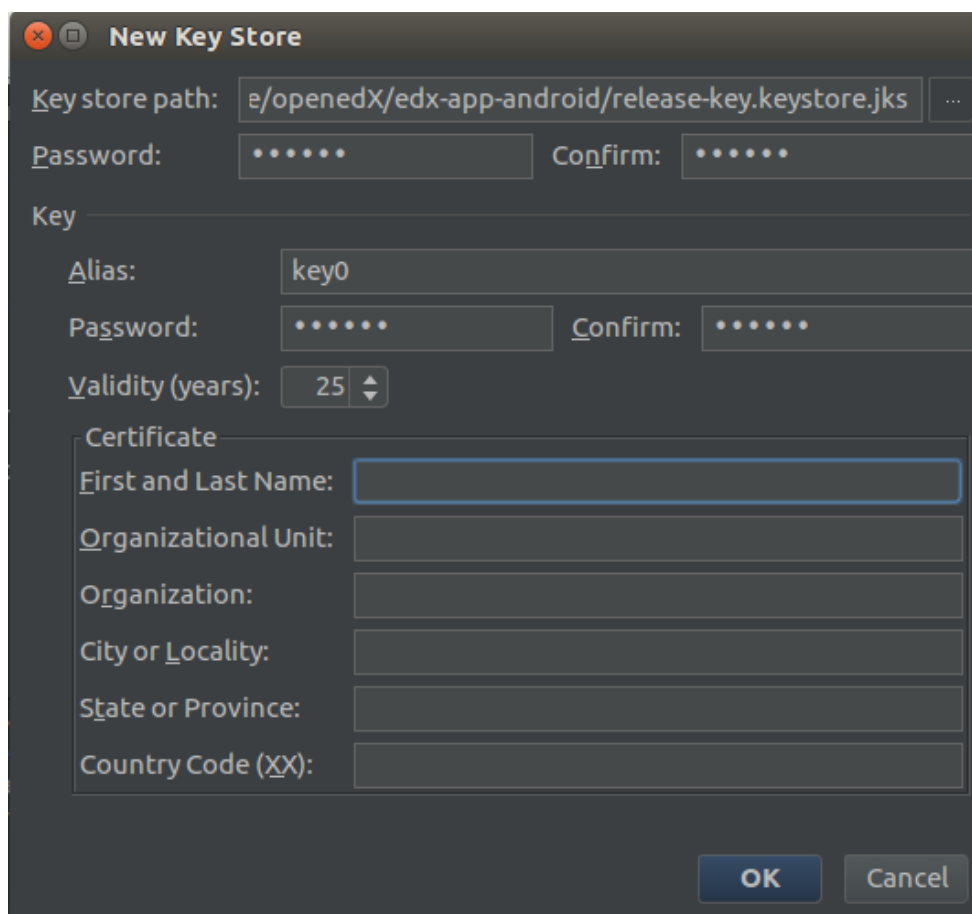 New Key Store
Key store path: e/openedX/edx-app-android/release-key.keystore.jks ...
Password: •••••• Confirm: ••••••
Key
Alias: key0
Password: •••••• Confirm: ••••••
Validity (years): 25
Certificate
First and Last Name:
Organizational Unit:
Organization:
City or Locality:
State or Province:
Country Code (XX):
OK Cancel